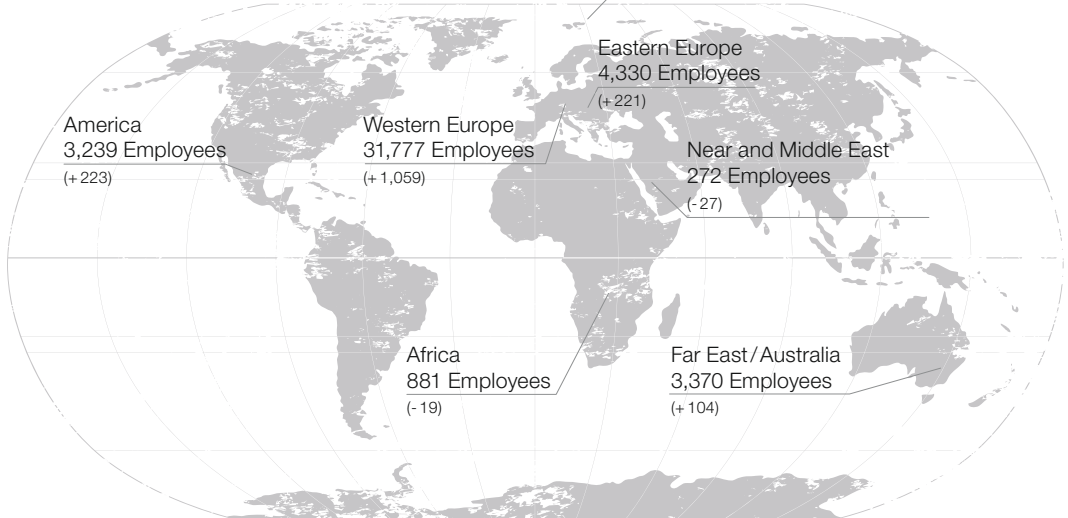 Eastern Europe
4,330 Employees
(+ 221)
America
3,239 Employees
(+ 223)
Western Europe
31,777 Employees
(+ 1,059)
Near and Middle East
272 Employees
(- 27)
Africa
881 Employees
(- 19)
Far East / Australia
3,370 Employees
(+ 104)